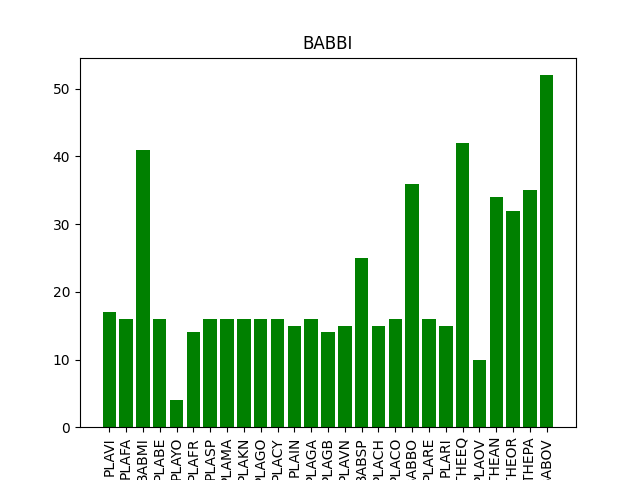 BABBI
50
40
30
20
10
0
PLAVI
PLAFA
BABMI
PLABE
PLAYO
PLAFR
PLASP
PLAMA
PLAKN
PLAGO
PLACY
PLAIN
PLAGA
PLAGB
PLAVN
BABSP
PLACH
PLACO
ABBO
PLARE
PLARI
THEEQ
PLAOV
THEAN
THEOR
THEPA
ABOV